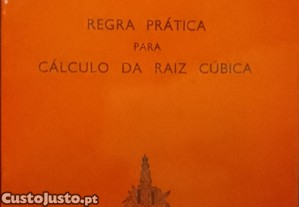 REGRA PRÁTICA
PARA
CÁLCULO DA RAIZ CÚBICA
CustoJusto.pt